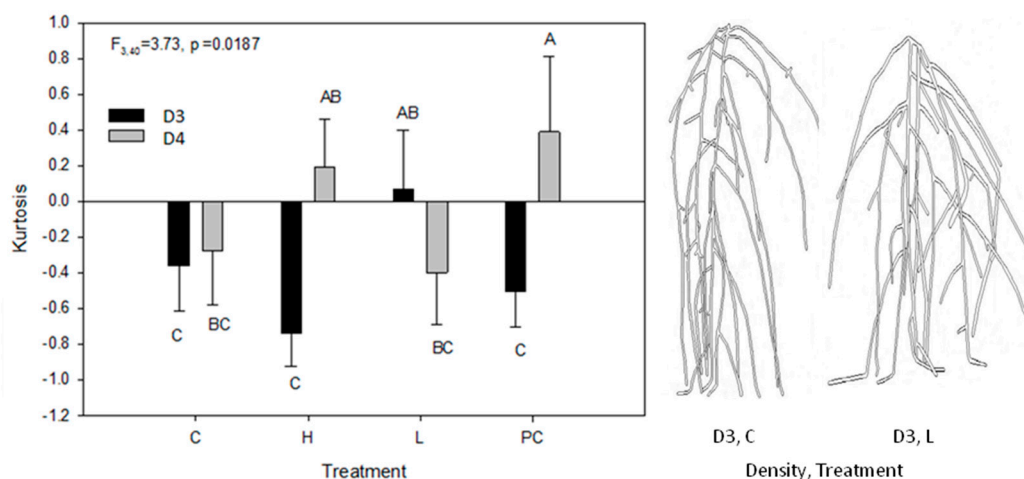 F3,40=3.73, p=0.0187
D3
D4
1.0
0.8
0.6
0.4
0.2
0.0
-0.2
-0.4
-0.6
-0.8
-1.0
-1.2
Kurtosis
C
BC
AB
C
AB
BC
A
C
C
H
L
PC
Treatment
D3, C
D3, L
Density, Treatment